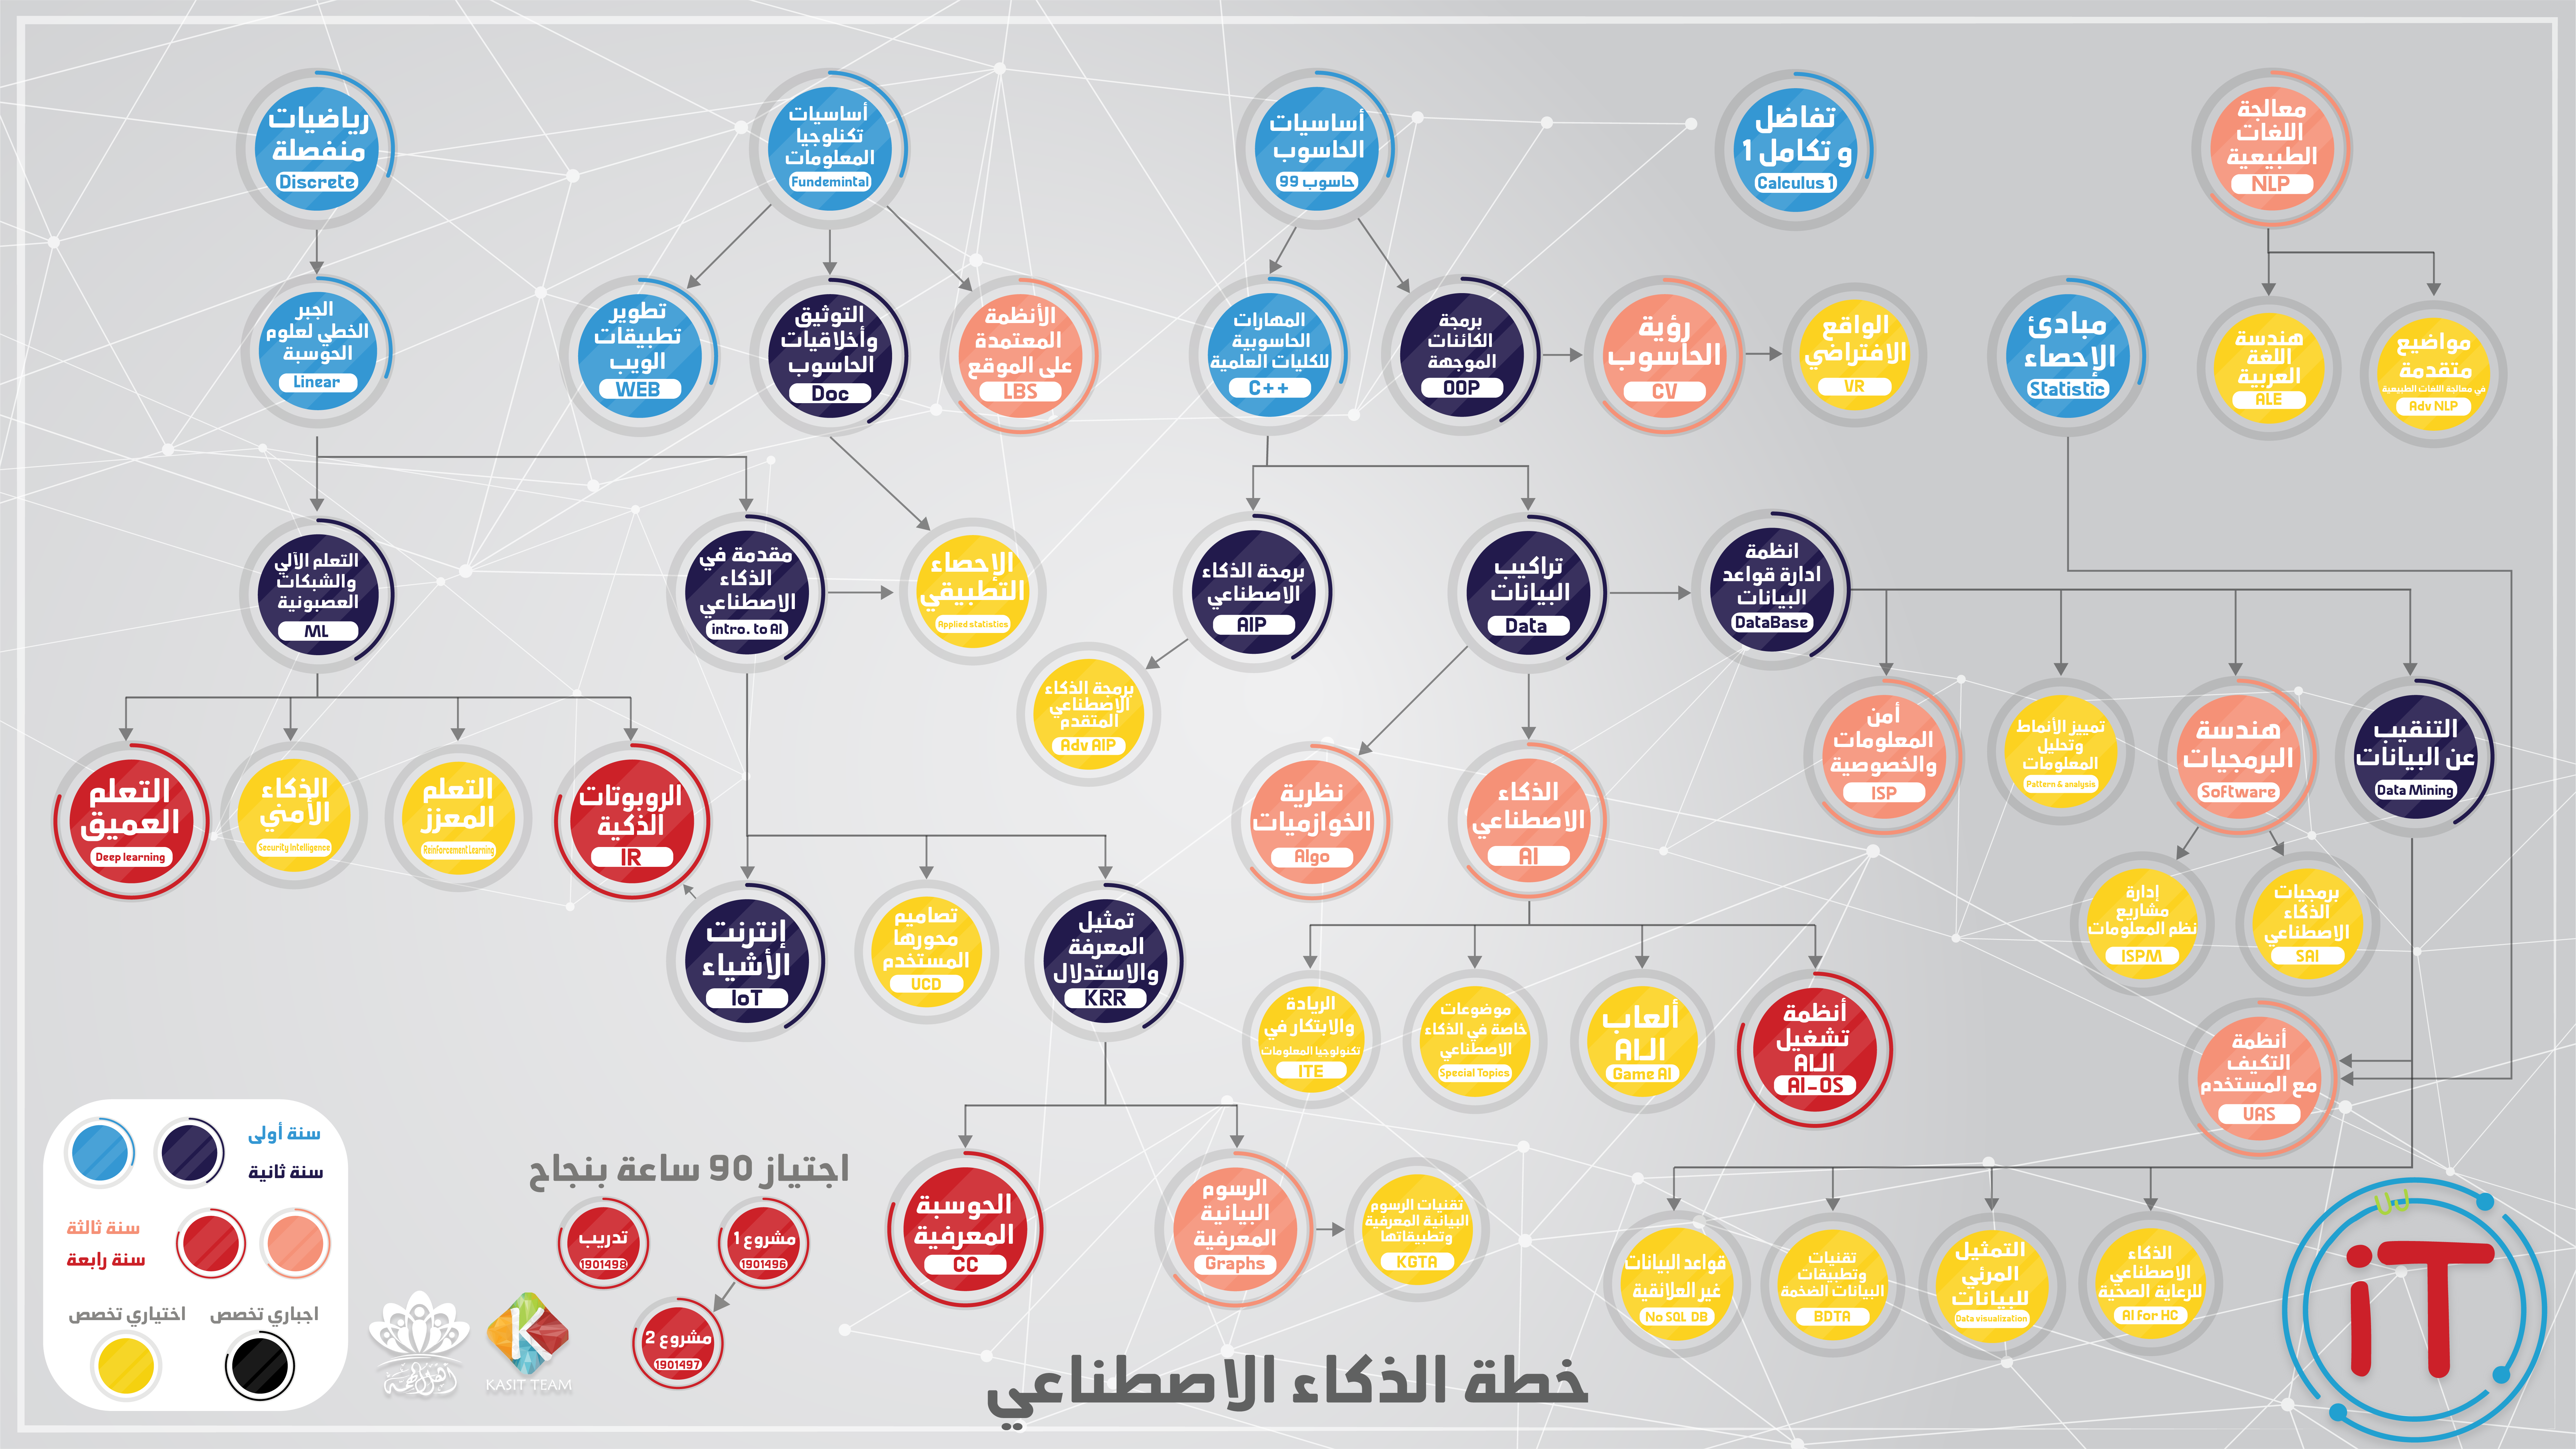 رياضيات
منفصلة
Discrete
أساسيات
تكنلوجيا
المعلومات
Fundemintal
أساسيات
الحاسوب
حاسوب 99
تفاضل
و تكامل 1
Calculus 1
معالجة
اللغات
الطبيعية
NLP
الجبر
الخطي لعلوم
الحوسبة
Linear
تطوير
تطبيقات
الويب
WEB
التوثيق
وأخلاقيات
الحاسوب
Doc
الأنظمة
المعتمدة
على الموقع
LBS
المهارات
الحاسوبية
للكليات العلمية
C++
برمجة
الكائنات
الموجهة
OOP
رؤية
الحاسوب
CV
الواقع
الافتراضي
VR
مبادئ
الإحصاء
Statistic
هندسة
اللغة
العربية
ALE
مواضيع
متقدمة
في معالجة اللغات الطبيعية
Adv NLP
التعلم الآلي
والشبكات
العصبونية
ML
مقدمة في
الذكاء
الاصطناعي
intro. to AI
الإحصاء
التطبيقي
Applied statistics
برمجة الذكاء
الاصطناعي
AIP
تراكيب
البيانات
Data
انظمة
ادارة قواعد
البيانات
DataBase
برمجة الذكاء
الإصطناعي
المتقدم
Adv AIP
أمن
المعلومات
والخصوصية
ISP
تمييز الأنماط
وتحليل
المعلومات
Pattern & analysis
هندسة
البرمجيات
Software
التنقيب
عن البيانات
Data Mining
التعلم
العميق
Deep learning
الذكاء
الأمني
Security Intelligence
التعلم
المعزز
Reinforcement Learning
الروبوتات
الذكية
IR
نظرية
الخوازميات
Algo
الذكاء
الاصطناعي
AI
إنترنت
الأشياء
IoT
تصاميم
محورها
المستخدم
UCD
تمثيل
المعرفة
والاستدلال
KRR
إدارة
مشاريع
نظم المعلومات
ISPM
برمجيات
الذكاء
الاصطناعي
SAI
الريادة
والابتكار في
تكنولوجيا المعلومات
ITE
موضوعات
خاصة في الذكاء
الاصطناعي
Special Topics
ألعاب
الـAI
Game AI
أنظمة
تشغيل
الـAI
AI-OS
أنظمة
التكيف
مع المستخدم
UAS
الحوسبة
المعرفية
CC
الرسوم
البيانية
المعرفية
Graphs
تقنيات الرسوم
البيانية المعرفية
وتطبيقاتها
KGTA
قواعد البيانات
غير العلائقية
No SQL DB
تقنيات
وتطبيقات
البيانات الضخمة
BDTA
التمثيل
المرئي
للبيانات
Data visualization
الذكاء
الاصطناعي
للرعاية الصحية
AI For HC
اجتياز 90 ساعة بنجاح
تدريب
1901498
مشروع 1
1901496
مشروع 2
1901497
سنة أولى
سنة ثانية
سنة ثالثة
سنة رابعة
اختياري تخصص
اجباري تخصص
KASIT TEAM
خطة الذكاء الاصطناعي
iT